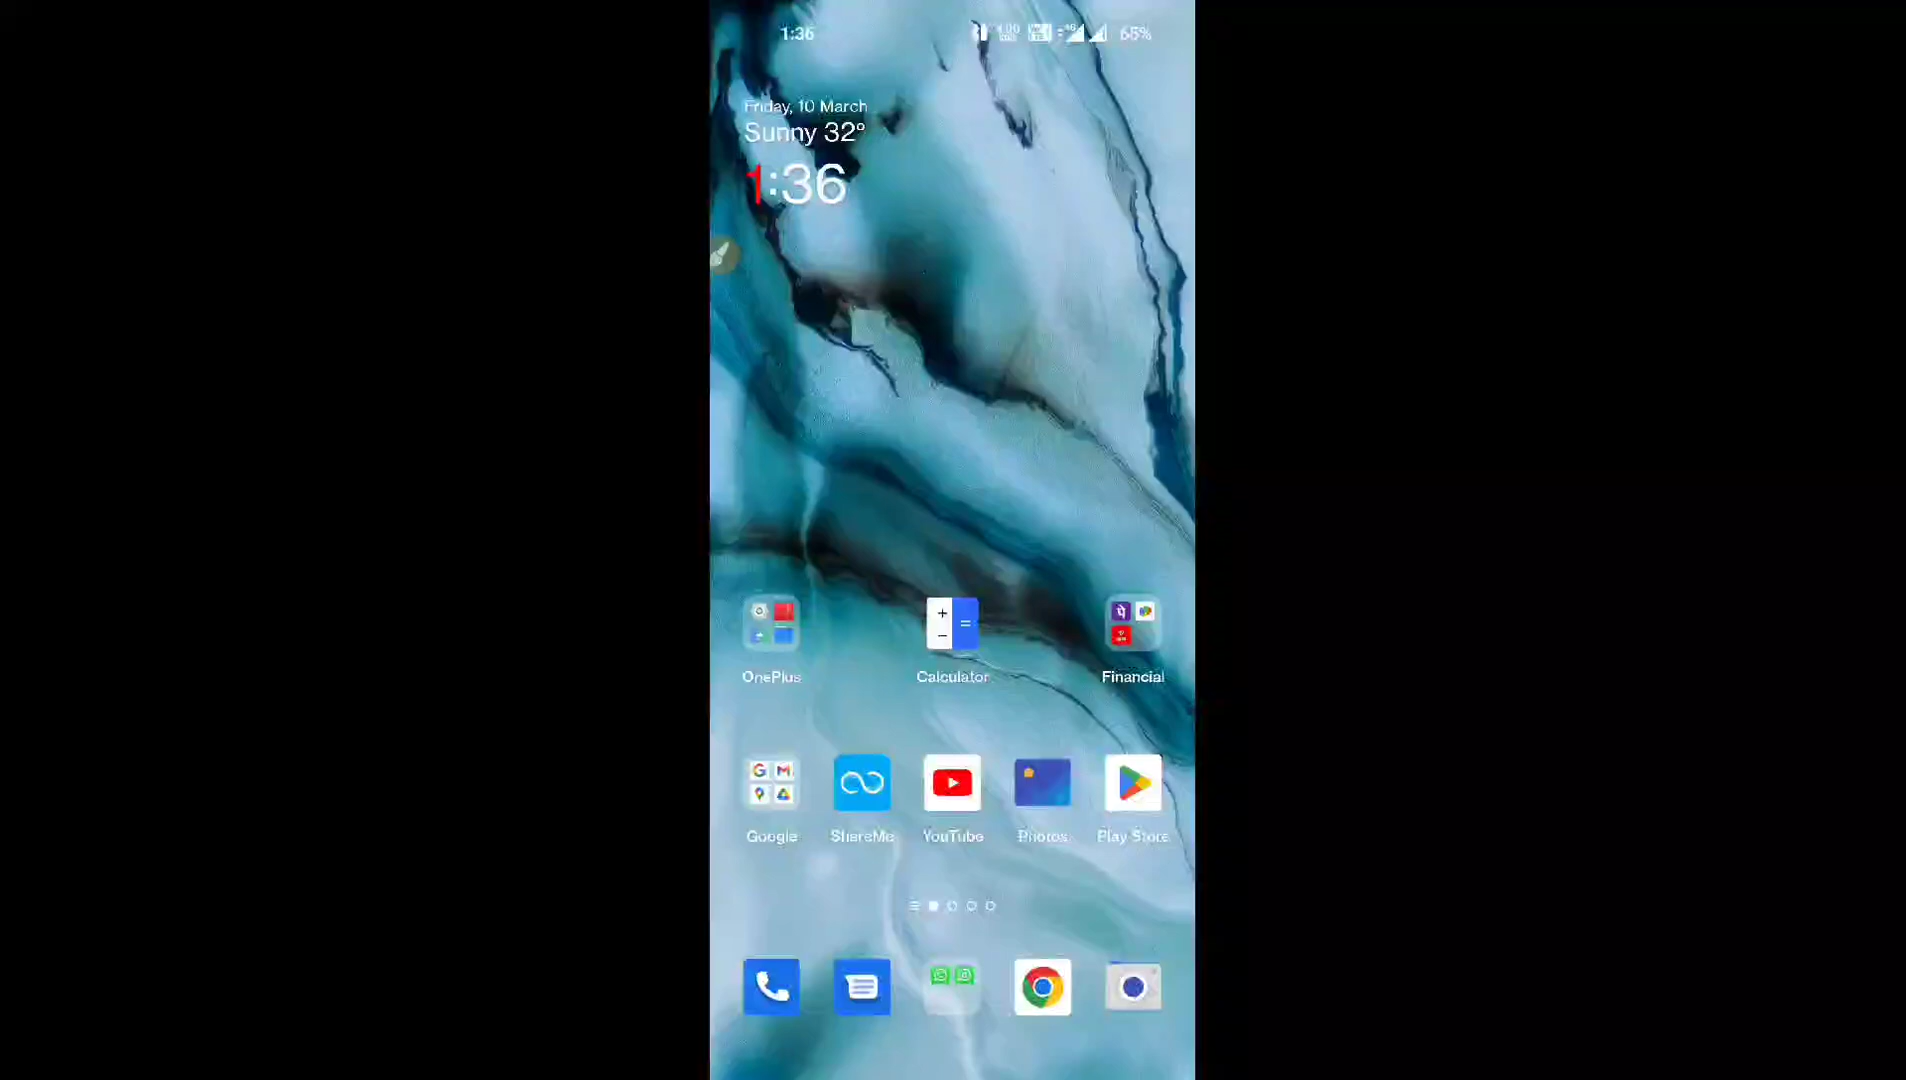 1:36
65%
Friday, 10 March
Sunny 32°
1:36
OnePlus
Calculator
Financial
Google
ShareMe
YouTube
Photos
Play Store